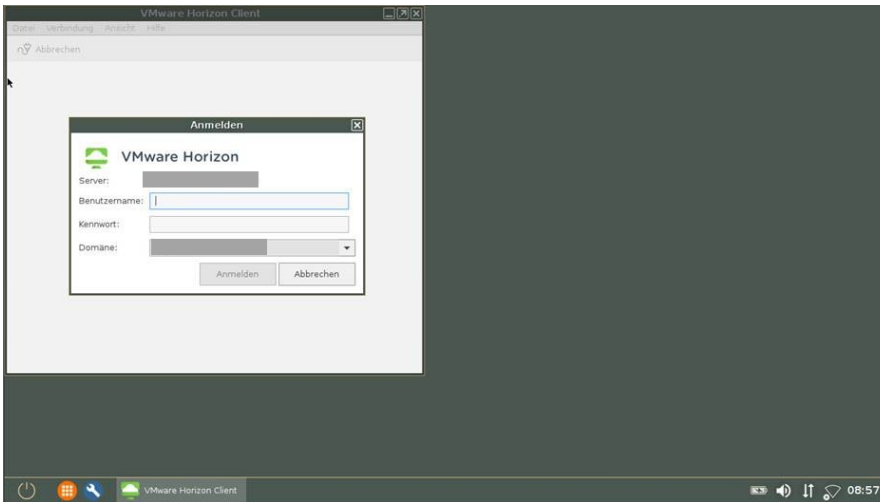 VMware Horizon Client
Datei Verbindung Ansicht Hilfe
Abbrechen
Anmelden
VMware Horizon
Server:
Benutzername:
Kennwort:
Domäne:
Anmelden Abbrechen
VMware Horizon Client
08:57